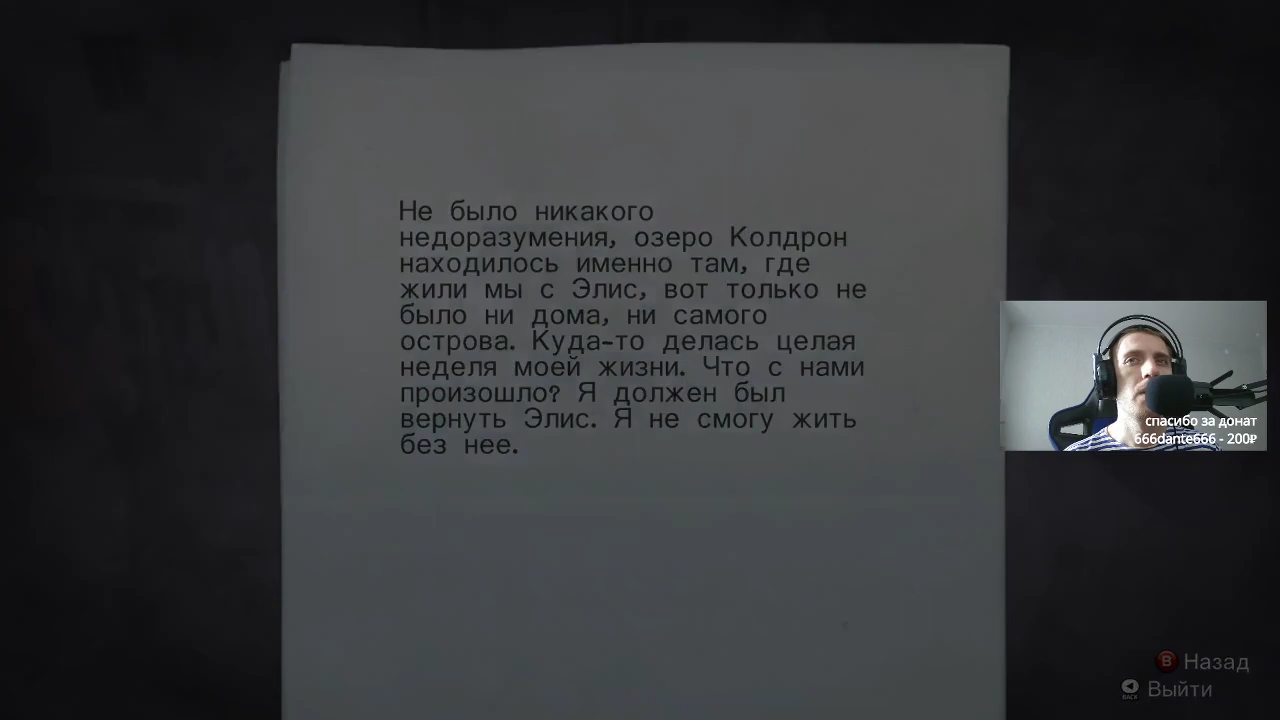 Не было никакого
недоразумения, озеро Колдрон
находилось именно там, где
жили мы с Элис, вот только не
было ни дома, ни самого
острова. Куда-то делась целая
неделя моей жизни. Что с нами
произошло? Я должен был
вернуть Элис. Я не смогу жить
без нее.
спасибо за донат
666dante666 - 200₽
B Назад
BACK Выйти